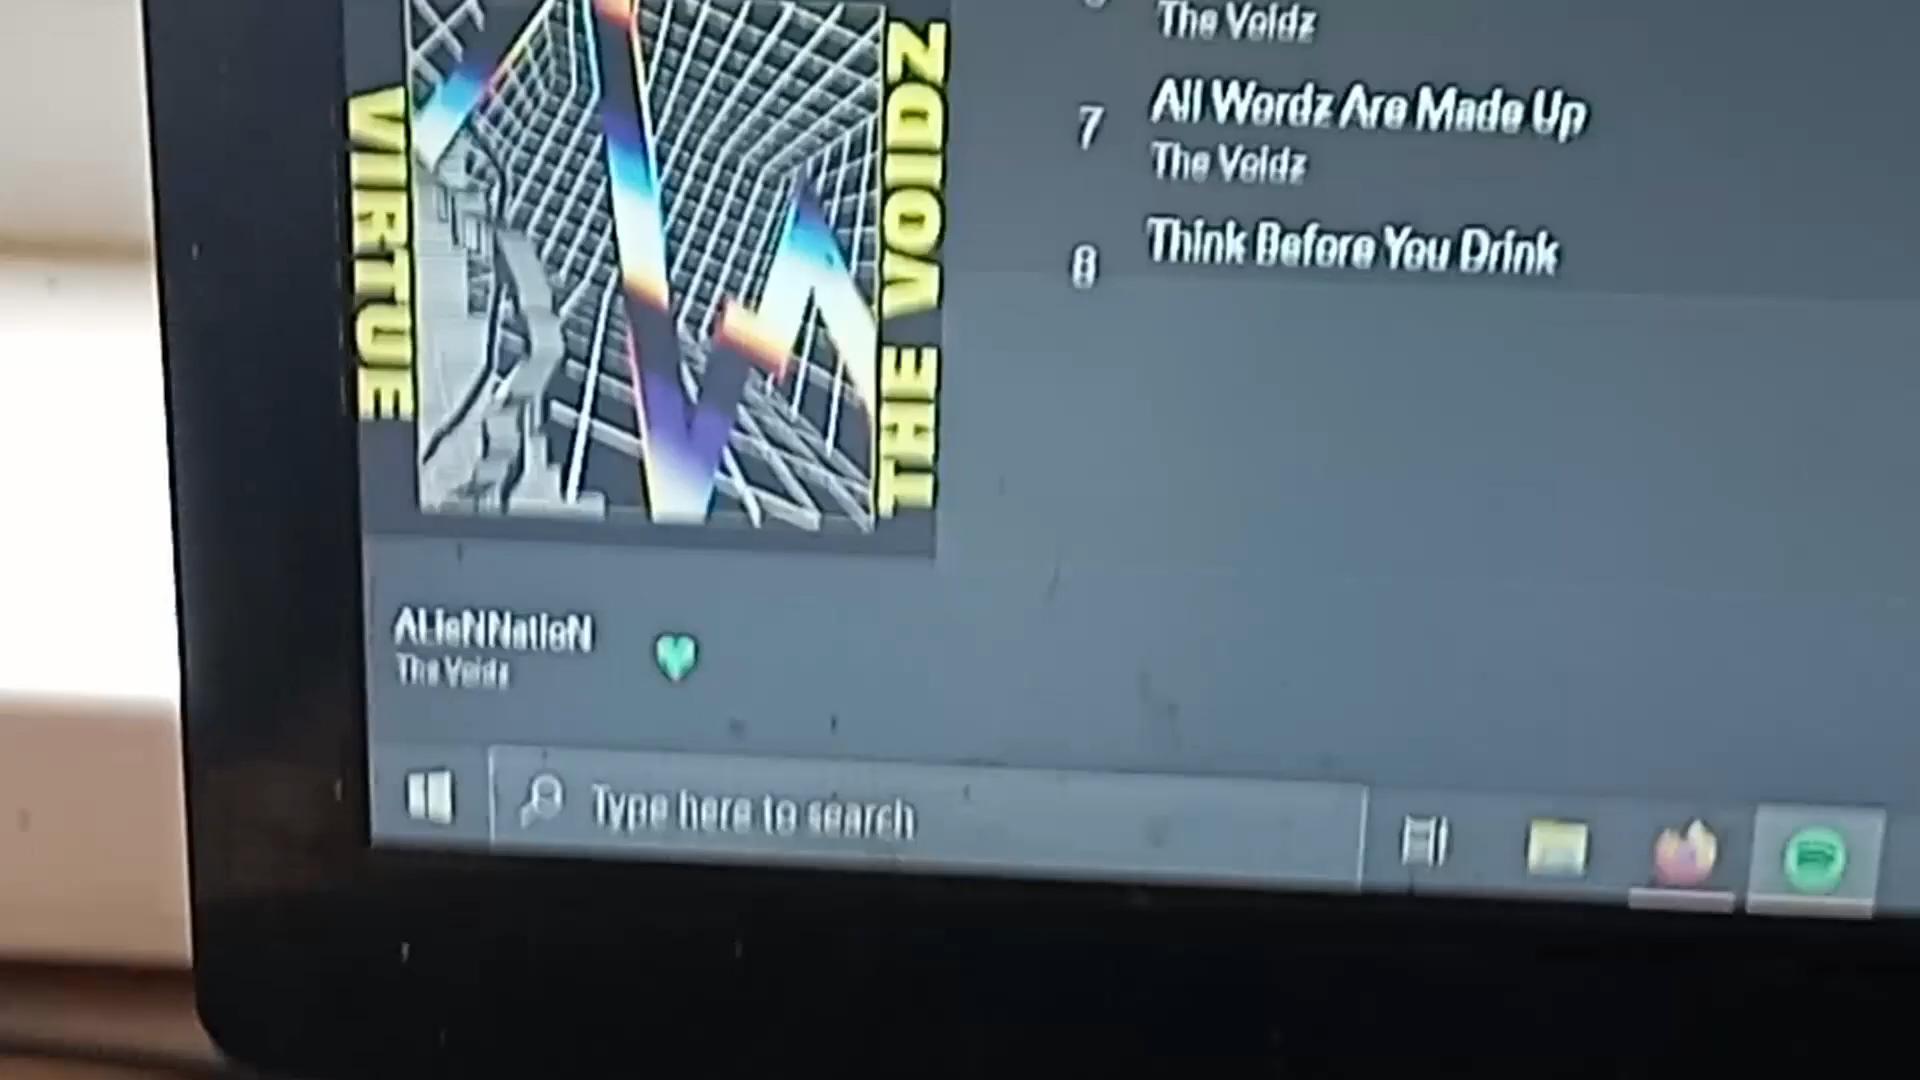 VIRTUE
THE VOIDZ
The Voidz
7
All Wordz Are Made Up
The Voidz
8
Think Before You Drink
ALieNNatioN
The Voidz
Type here to search